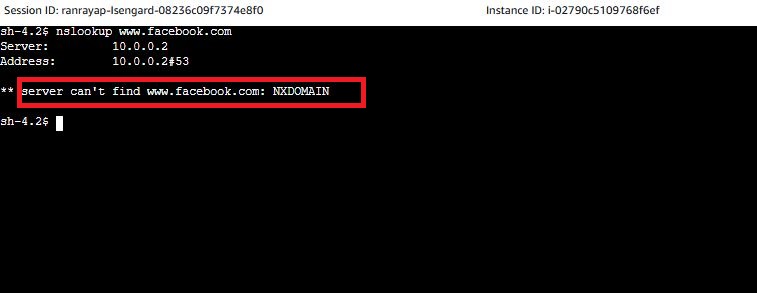 Session ID: ranrayap-Isengard-08236c09f7374e8f0 Instance ID: i-02790c5109768f6ef
sh-4.2$ nslookup www.facebook.com
Server: 10.0.0.2
Address: 10.0.0.2#53
** server can't find www.facebook.com: NXDOMAIN
sh-4.2$